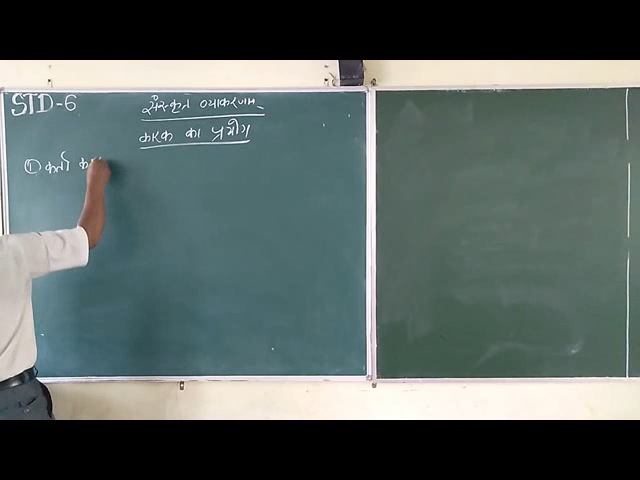 STD-6
संस्कृत व्याकरणम्
कारक का प्रयोग
① कर्ता